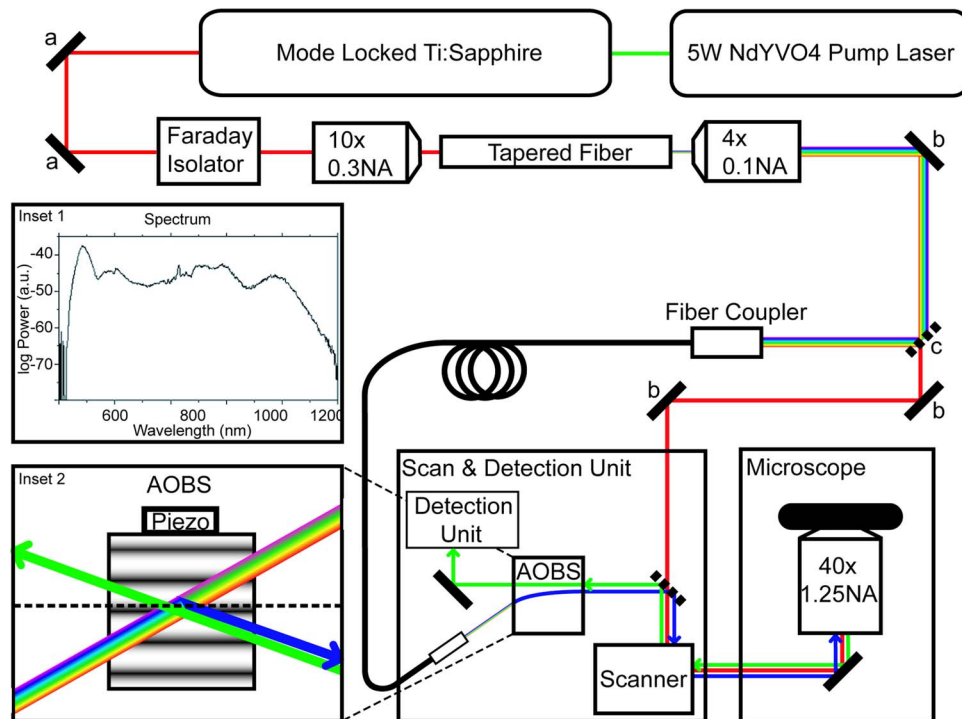 a
Mode Locked Ti:Sapphire
5W NdYVO4 Pump Laser
a
Faraday
Isolator
10x
0.3NA
Tapered Fiber
4x
0.1NA
b
Inset 1
Spectrum
log Power (a.u.)
-40
-50
-60
-70
600
800
1000
1200
Wavelength (nm)
Fiber Coupler
c
b
b
Inset 2
AOBS
Piezo
Scan & Detection Unit
Detection
Unit
AOBS
Scanner
Microscope
40x
1.25NA